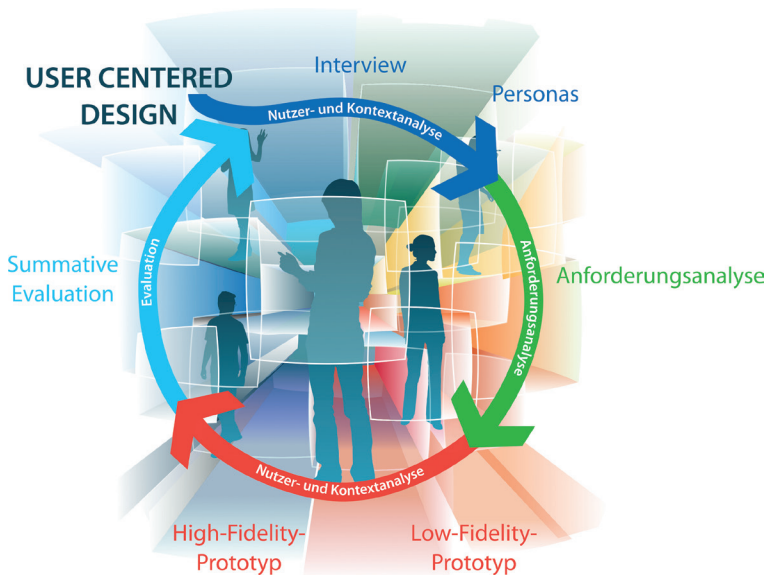 USER CENTERED
DESIGN
Interview
Personas
Nutzer- und Kontextanalyse
Anforderungsanalyse
Anforderungsanalyse
Nutzer- und Kontextanalyse
Low-Fidelity-
Prototyp
High-Fidelity-
Prototyp
Evaluation
Summative
Evaluation